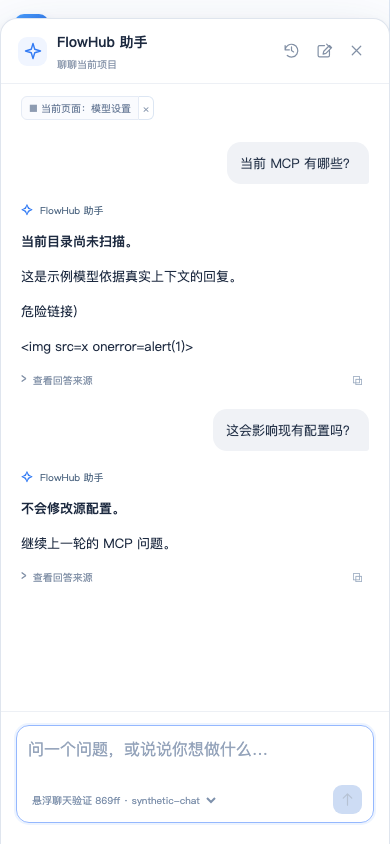 FlowHub 助手
聊聊当前项目
当前页面：模型设置 ×
当前 MCP 有哪些？
FlowHub 助手
当前目录尚未扫描。
这是示例模型依据真实上下文的回复。
危险链接)
<img src=x onerror=alert(1)>
查看回答来源
这会影响现有配置吗？
FlowHub 助手
不会修改源配置。
继续上一轮的 MCP 问题。
查看回答来源
问一个问题，或说说你想做什么...
悬浮聊天验证 869ff · synthetic-chat